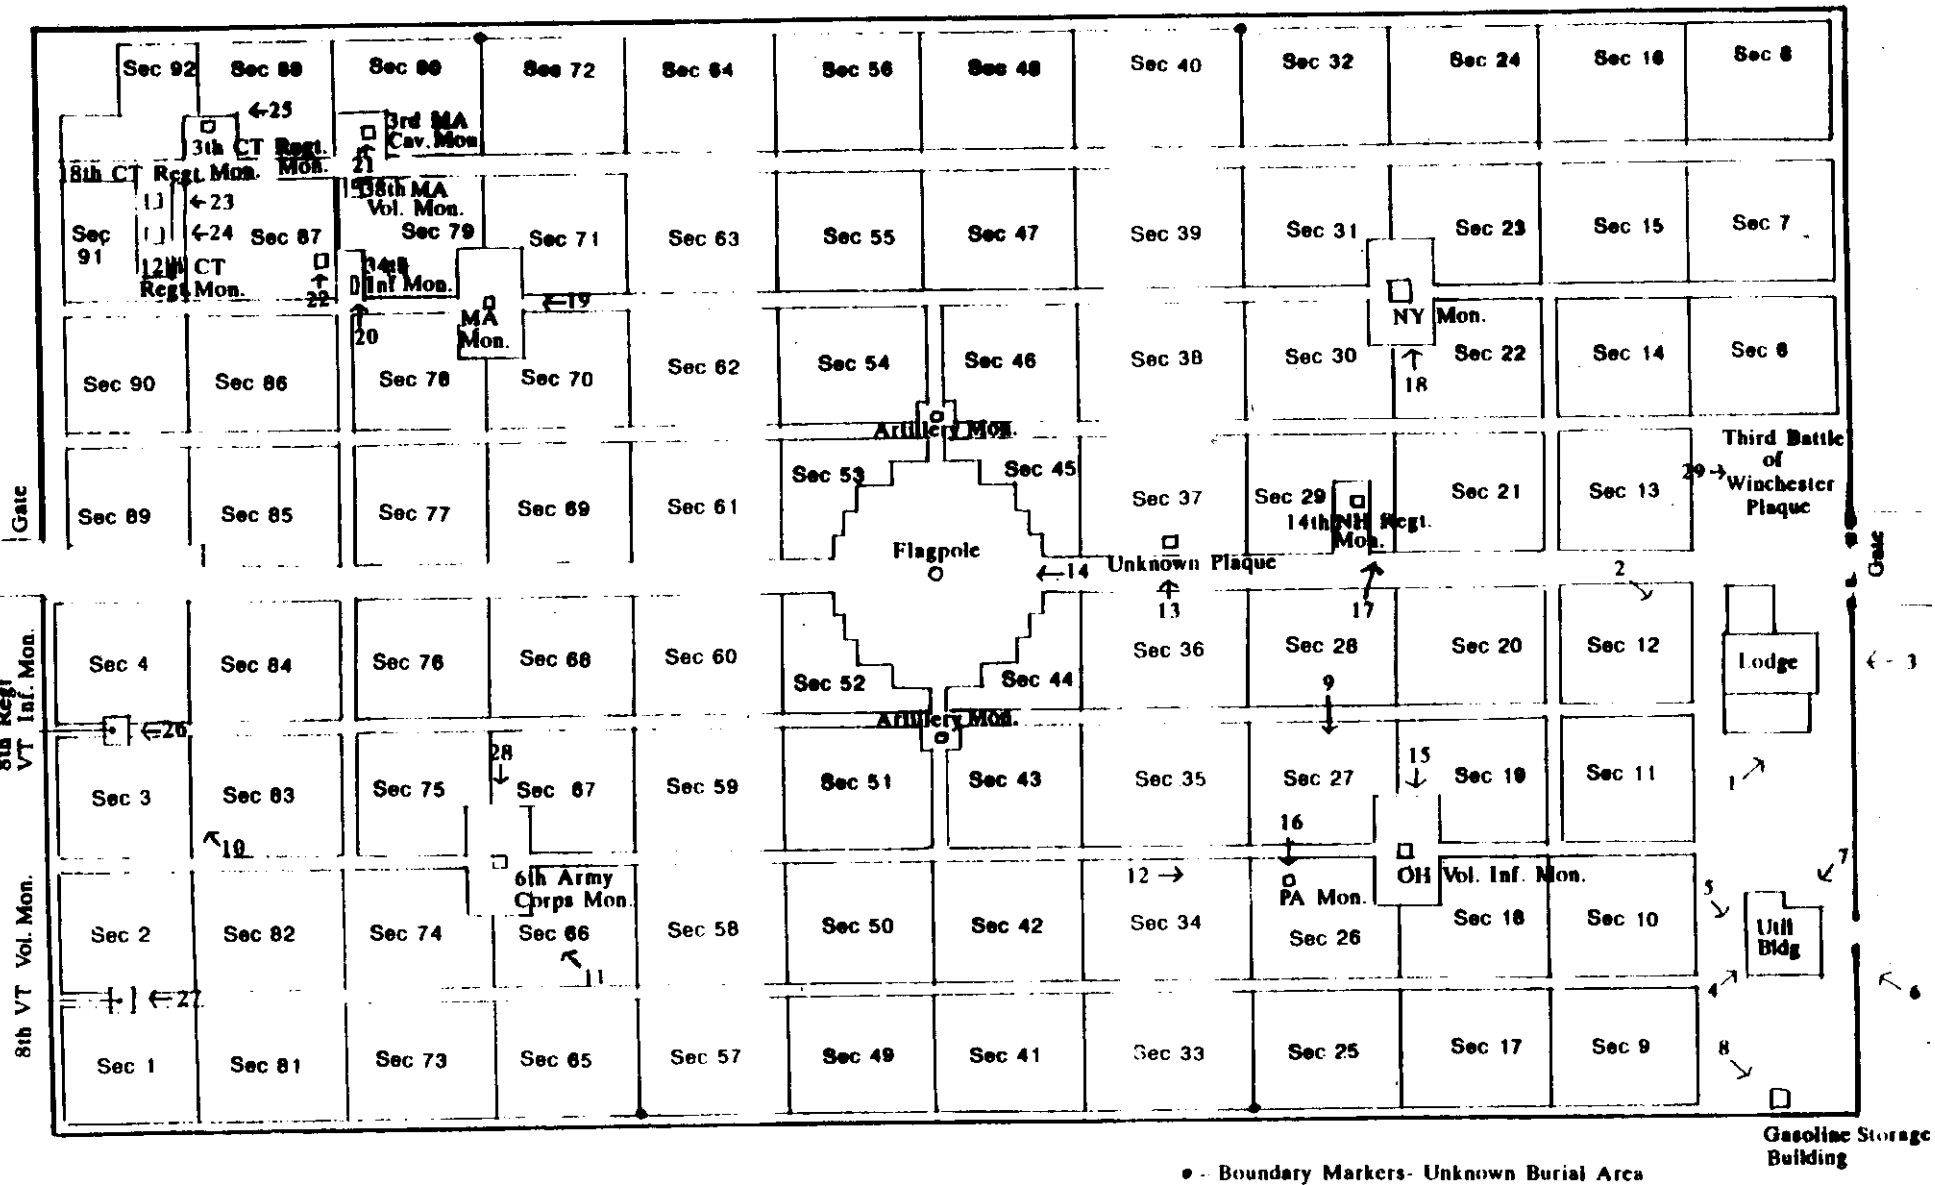 Sec 92 Sec 88 Sec 80 Sec 72 Sec 64 Sec 56 Sec 48 Sec 40 Sec 32 Sec 24 Sec 16 Sec 8
25
3rd MA
Cav. Mon
3th CT Regt.
Mon.
21
18th CT Regt. Mon.
38th MA
Vol. Mon.
23
24
Sec
91
Sec 87 Sec 79 Sec 71 Sec 63 Sec 55 Sec 47 Sec 39 Sec 31 Sec 23 Sec 15 Sec 7
12th CT
Regt. Mon.
22
34th
Inf Mon.
20
MA
Mon.
19
NY Mon.
18
Sec 90 Sec 86 Sec 78 Sec 70 Sec 62 Sec 54 Sec 46 Sec 38 Sec 30 Sec 22 Sec 14 Sec 6
Artillery Mon.
Third Battle
of
Winchester
Plaque
29
Gate
Sec 89 Sec 85 Sec 77 Sec 69 Sec 61 Sec 53 Sec 45 Sec 37 Sec 29 Sec 21 Sec 13
14th NH Regt.
Mon.
Flagpole
14
Unknown Plaque
13
17
2
Gate
Sec 4 Sec 84 Sec 76 Sec 68 Sec 60 Sec 52 Sec 44 Sec 36 Sec 28 Sec 20 Sec 12
Lodge
3
8th Regt
VT Inf. Mon.
26
Artillery Mon.
9
28
15
1
Sec 3 Sec 83 Sec 75 Sec 67 Sec 59 Sec 51 Sec 43 Sec 35 Sec 27 Sec 19 Sec 11
10
16
7
6th Army
Corps Mon.
12
PA Mon.
OH Vol. Inf. Mon.
5
8th VT Vol. Mon.
Sec 2 Sec 82 Sec 74 Sec 66 Sec 58 Sec 50 Sec 42 Sec 34 Sec 26 Sec 18 Sec 10
Util
Bldg
11
27
4
6
Sec 1 Sec 81 Sec 73 Sec 65 Sec 57 Sec 49 Sec 41 Sec 33 Sec 25 Sec 17 Sec 9
8
Gasoline Storage
Building
• - Boundary Markers- Unknown Burial Area